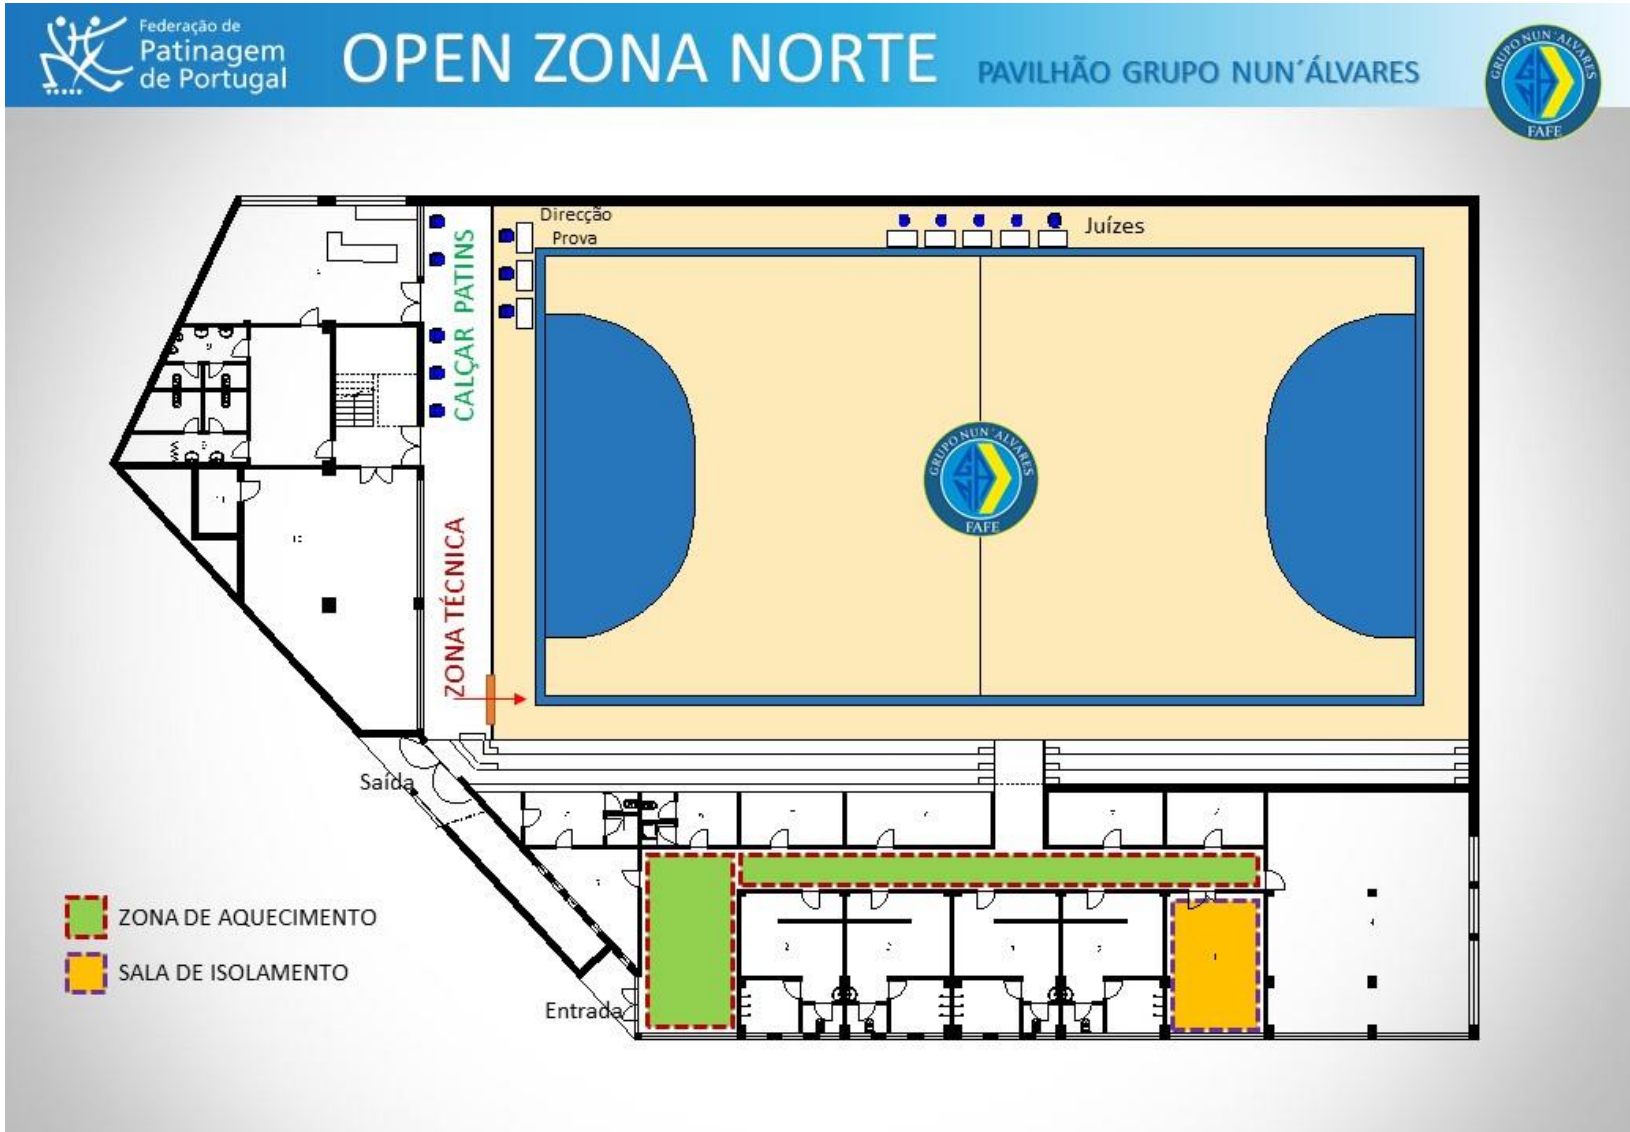 Federação de
Patinagem
de Portugal
OPEN ZONA NORTE
PAVILHÃO GRUPO NUN´ÁLVARES
GRUPO NUN´ALVARES
FAFE
Direcção
Prova
Juízes
CALÇAR PATINS
GRUPO NUN´ALVARES
FAFE
ZONA TÉCNICA
Saída
ZONA DE AQUECIMENTO
SALA DE ISOLAMENTO
Entrada